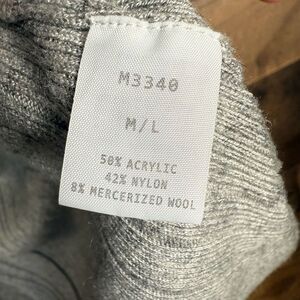 M3340
M/L
50% ACRYLIC
42% NYLON
8% MERCERIZED WOOL